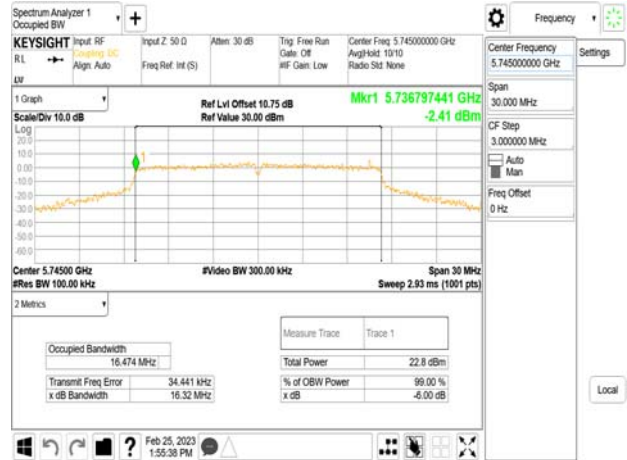 Spectrum Analyzer 1
Occupied BW
Frequency
KEYSIGHT
RL
Input: RF
Coupling: DC
Align: Auto
Input Z: 50 Ω
Freq Ref: Int (S)
Atten: 30 dB
Trig: Free Run
Gate: Off
#IF Gain: Low
Center Freq: 5.745000000 GHz
Avg|Hold: 10/10
Radio Std: None
Center Frequency
5.745000000 GHz
Settings
Span
30.000 MHz
CF Step
3.000000 MHz
Auto
Man
Freq Offset
0 Hz
Local
1 Graph
Scale/Div 10.0 dB
Ref Lvl Offset 10.75 dB
Ref Value 30.00 dBm
Mkr1 5.736797441 GHz
-2.41 dBm
Log
20.0
10.0
0.00
-10.0
-20.0
-30.0
-40.0
-50.0
-60.0
1
Center 5.74500 GHz
#Res BW 100.00 kHz
#Video BW 300.00 kHz
Span 30 MHz
Sweep 2.93 ms (1001 pts)
2 Metrics
Measure Trace
Trace 1
Occupied Bandwidth
16.474 MHz
Total Power
22.8 dBm
Transmit Freq Error
34.441 kHz
% of OBW Power
99.00 %
x dB Bandwidth
16.32 MHz
x dB
-6.00 dB
?
Feb 25, 2023
1:55:38 PM